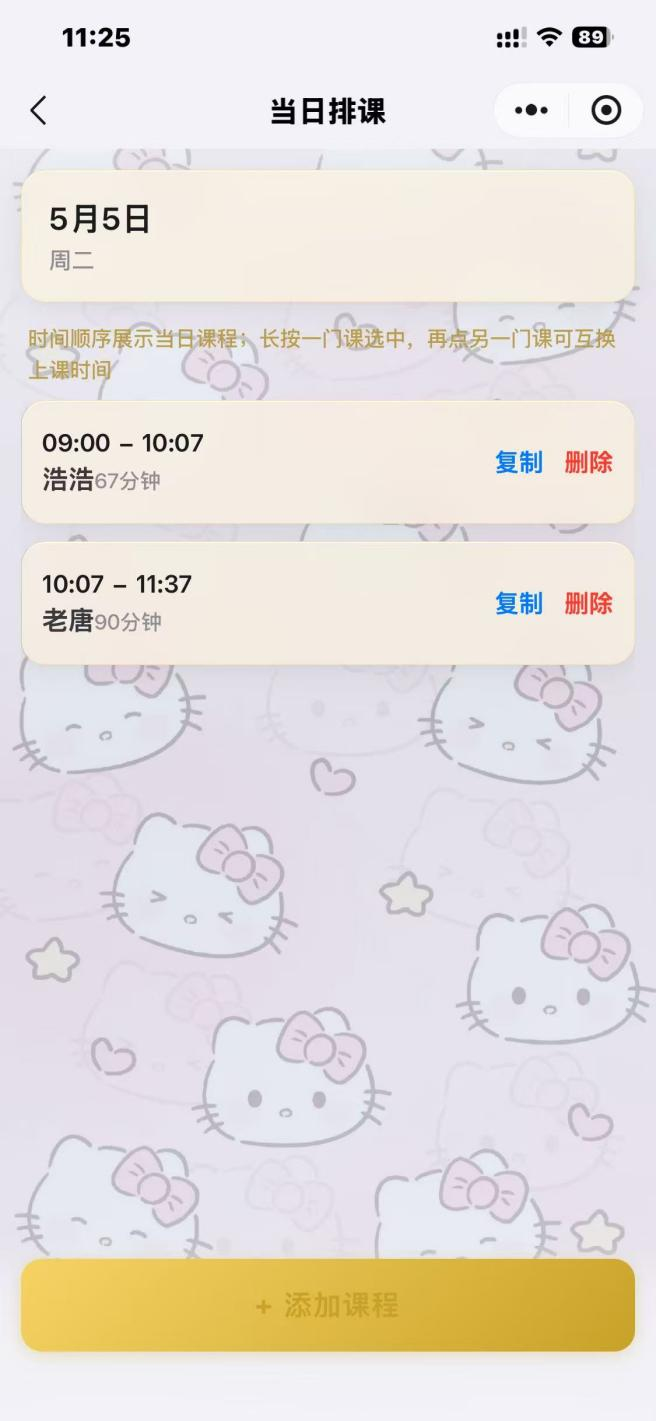 11:25
89
当日排课
5月5日
周二
时间顺序展示当日课程；长按一门课选中，再点另一门课可互换
上课时间
09:00 – 10:07
浩浩67分钟
复制 删除
10:07 – 11:37
老唐90分钟
复制 删除
+ 添加课程